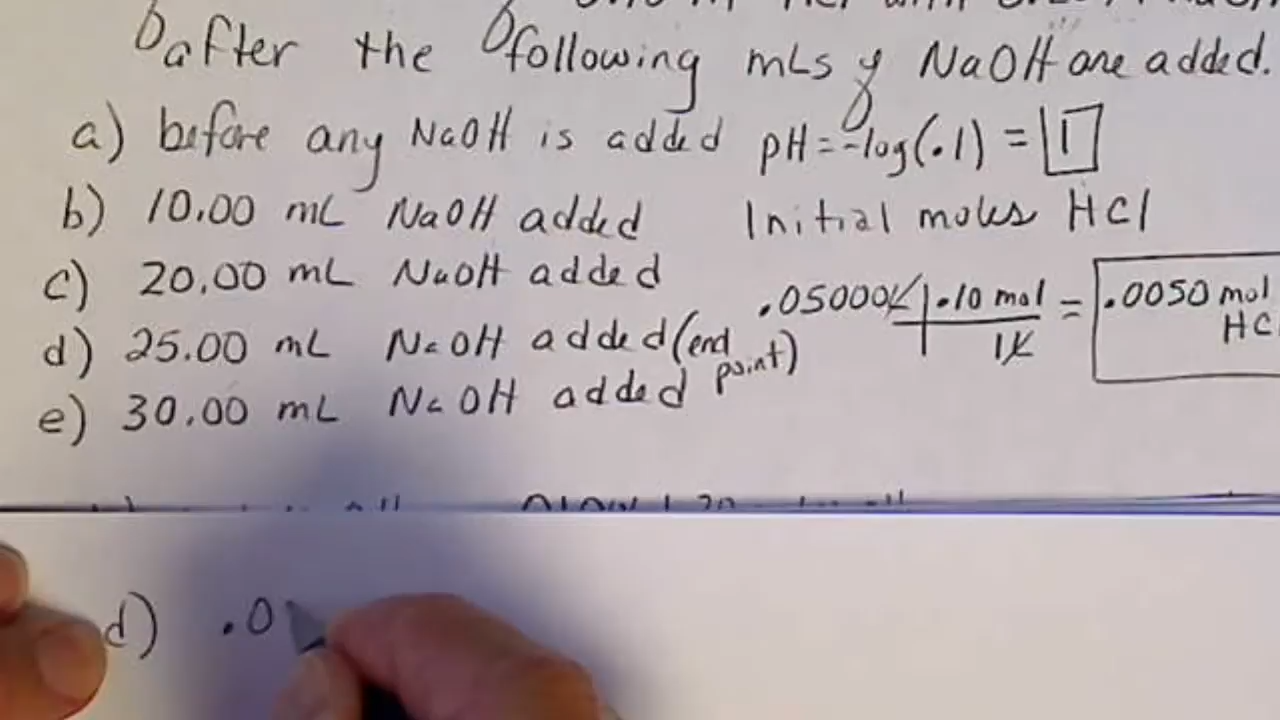 after the following mLs of NaOH are added.
a) before any NaOH is added pH = -log(.1) = 1
b) 10.00 mL NaOH added Initial moles HCl
c) 20.00 mL NaOH added .05000L | .10 mol = .0050 mol
1L HC
d) 25.00 mL NaOH added (end point)
e) 30.00 mL NaOH added
d) .0